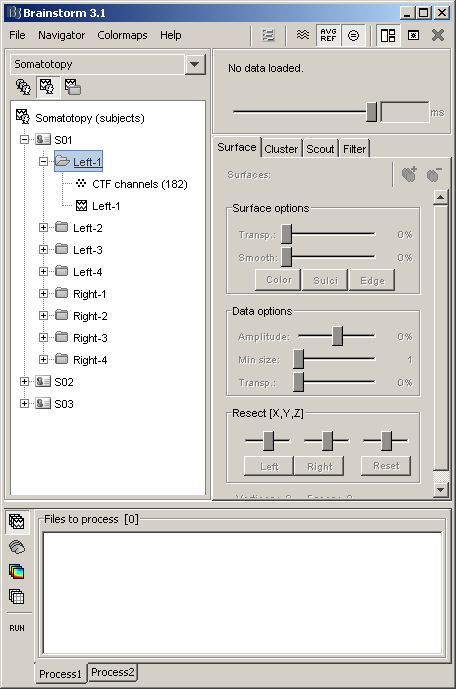 Brainstorm 3.1
File Navigator Colormaps Help
AVG
REF
Somatotopy
No data loaded.
ms
Somatotopy (subjects)
S01
Left-1
CTF channels (182)
Left-1
Left-2
Left-3
Left-4
Right-1
Right-2
Right-3
Right-4
S02
S03
Surface Cluster Scout Filter
Surfaces:
Surface options
Transp.: 0%
Smooth: 0%
Color Sulci Edge
Data options
Amplitude: 0%
Min size: 1
Transp.: 0%
Resect [X,Y,Z]
Left Right Reset
Files to process [0]
RUN
Process1 Process2